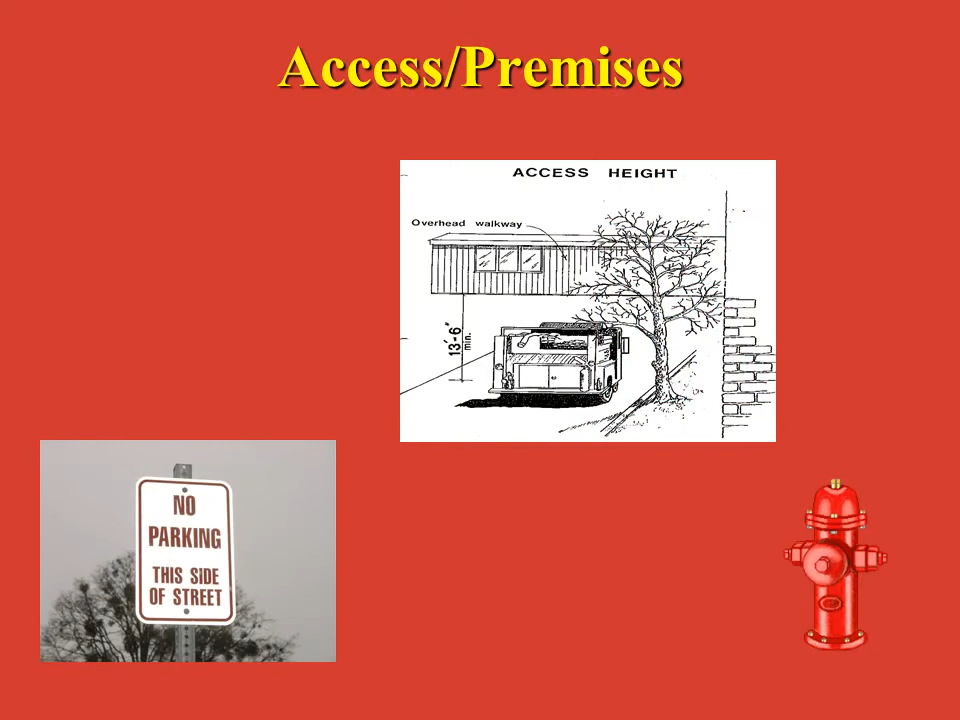 Access/Premises
ACCESS HEIGHT
Overhead walkway
13'-6"
min.
NO
PARKING
THIS SIDE
OF STREET